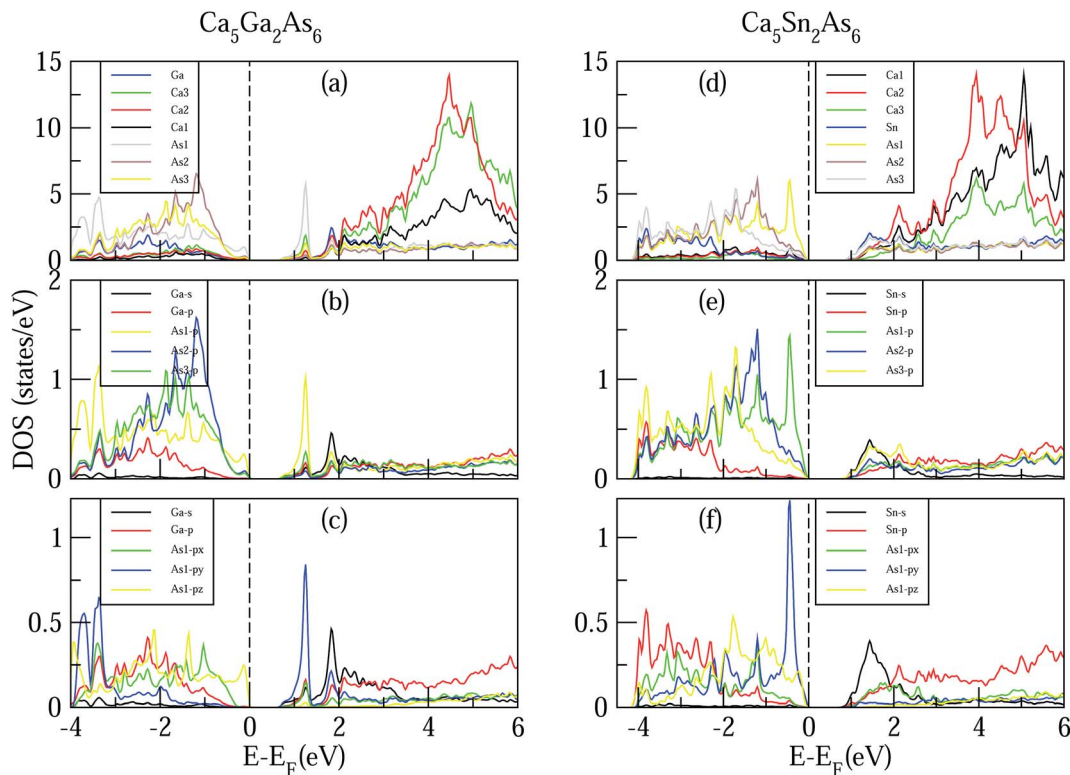 Ca5Ga2As6
Ca5Sn2As6
DOS (states/eV)
15
10
5
0
Ga
Ca3
Ca2
Ca1
As1
As2
As3
(a)
15
10
5
0
(d)
Ca1
Ca2
Ca3
Sn
As1
As2
As3
2
1
0
Ga-s
Ga-p
As1-p
As2-p
As3-p
(b)
2
1
0
(e)
Sn-s
Sn-p
As1-p
As2-p
As3-p
1
0.5
0
Ga-s
Ga-p
As1-px
As1-py
As1-pz
(c)
1
0.5
0
(f)
Sn-s
Sn-p
As1-px
As1-py
As1-pz
-4 -2 0 2 4 6
-4 -2 0 2 4 6
E-EF(eV)
E-EF(eV)